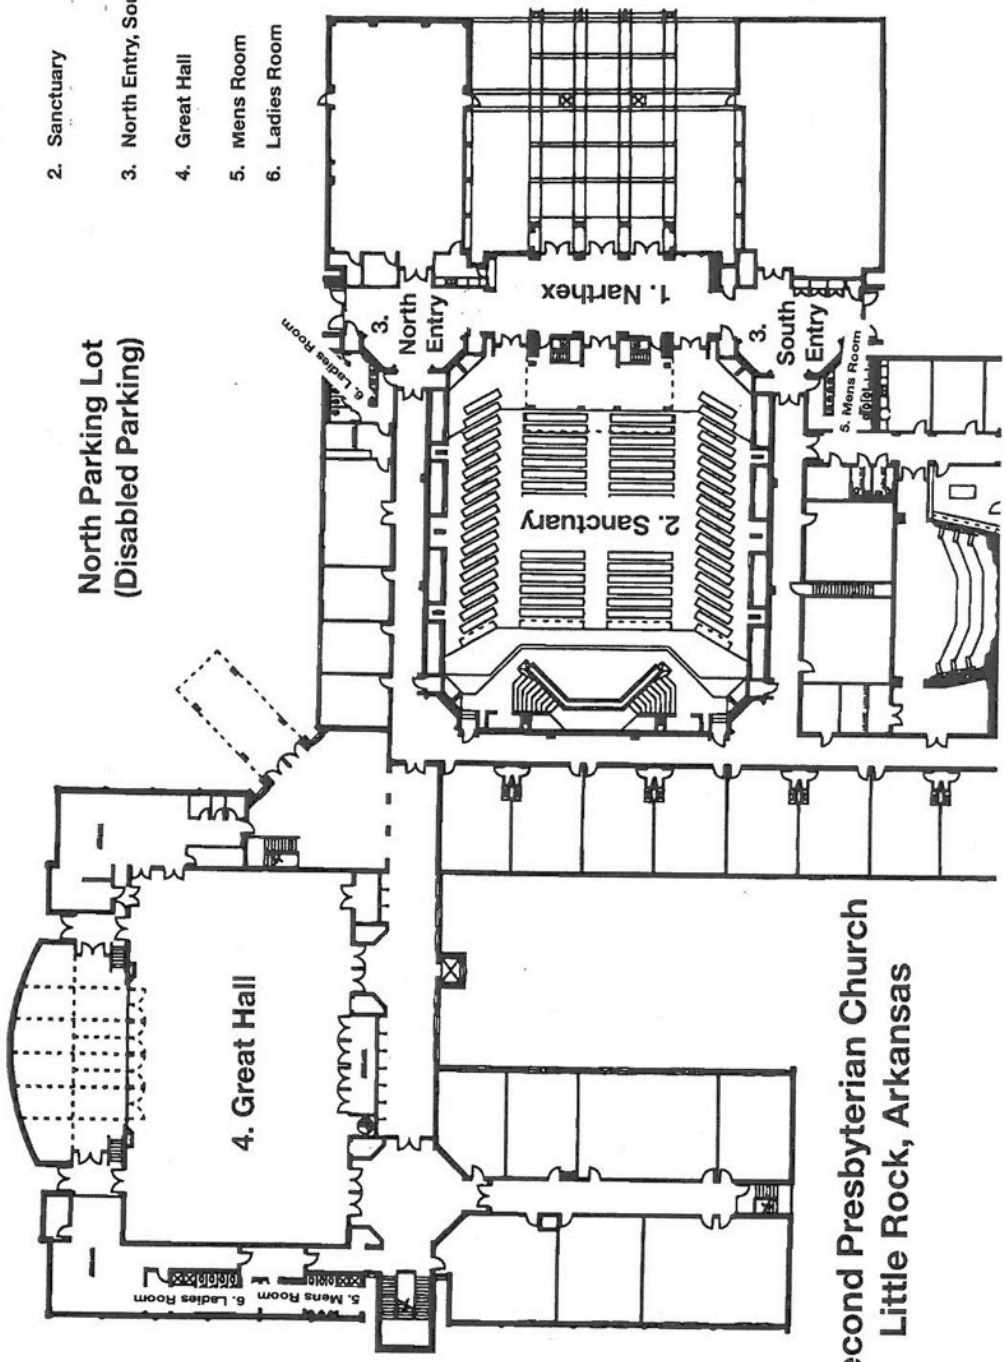 2. Sanctuary
3. North Entry, Sou
4. Great Hall
5. Mens Room
6. Ladies Room
North Parking Lot
(Disabled Parking)
6. Ladies Room
3.
North
Entry
1. Narthex
3.
South
Entry
5. Mens Room
2. Sanctuary
4. Great Hall
6. Ladies Room
5. Mens Room
econd Presbyterian Church
Little Rock, Arkansas